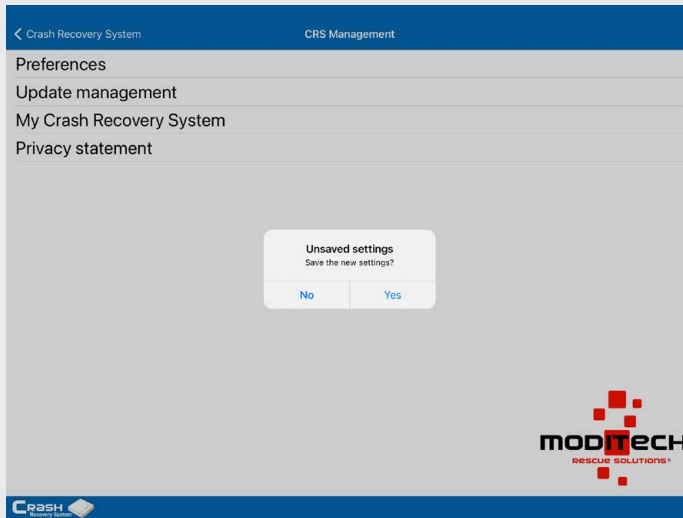 Crash Recovery System
CRS Management
Preferences
Update management
My Crash Recovery System
Privacy statement
Unsaved settings
Save the new settings?
No
Yes
MODITECH
RESCUE SOLUTIONS®
CRASH
Recovery System